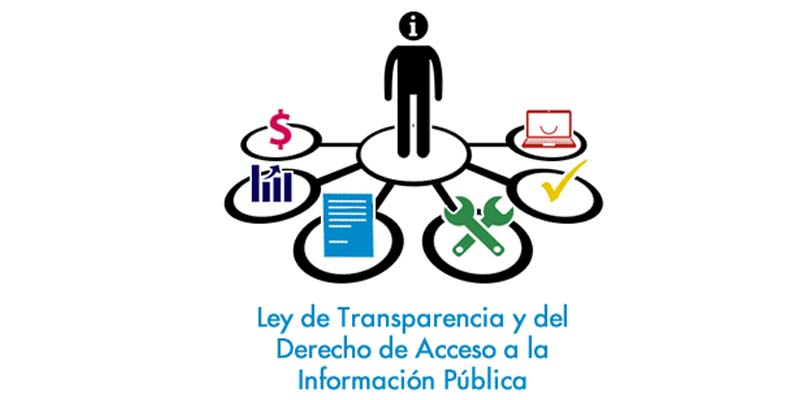 i
$
Ley de Transparencia y del
Derecho de Acceso a la
Información Pública